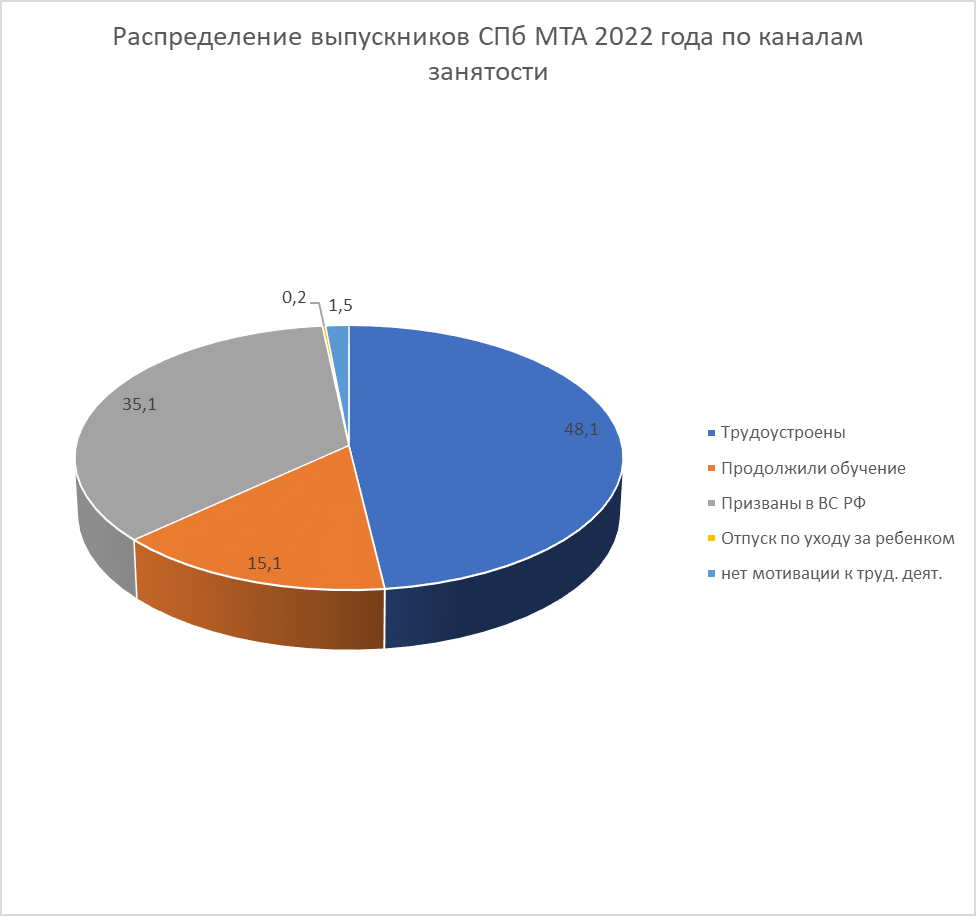 Распределение выпускников СПб МТА 2022 года по каналам
занятости
0,2
1,5
35,1
48,1
15,1
Трудоустроены
Продолжили обучение
Призваны в ВС РФ
Отпуск по уходу за ребенком
нет мотивации к труд. деят.